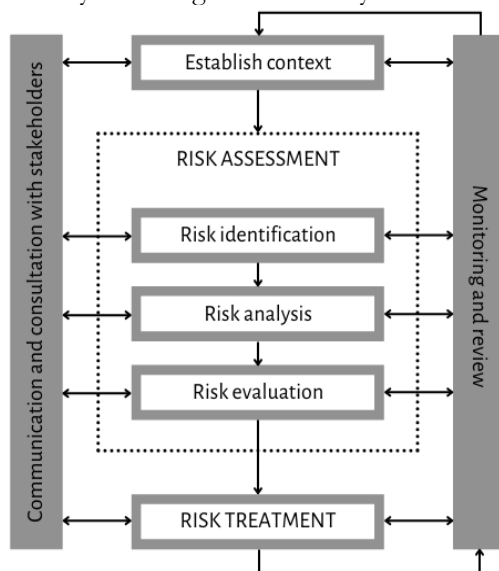 Establish context
RISK ASSESSMENT
Risk identification
Risk analysis
Risk evaluation
RISK TREATMENT
Communication and consultation with stakeholders
Monitoring and review